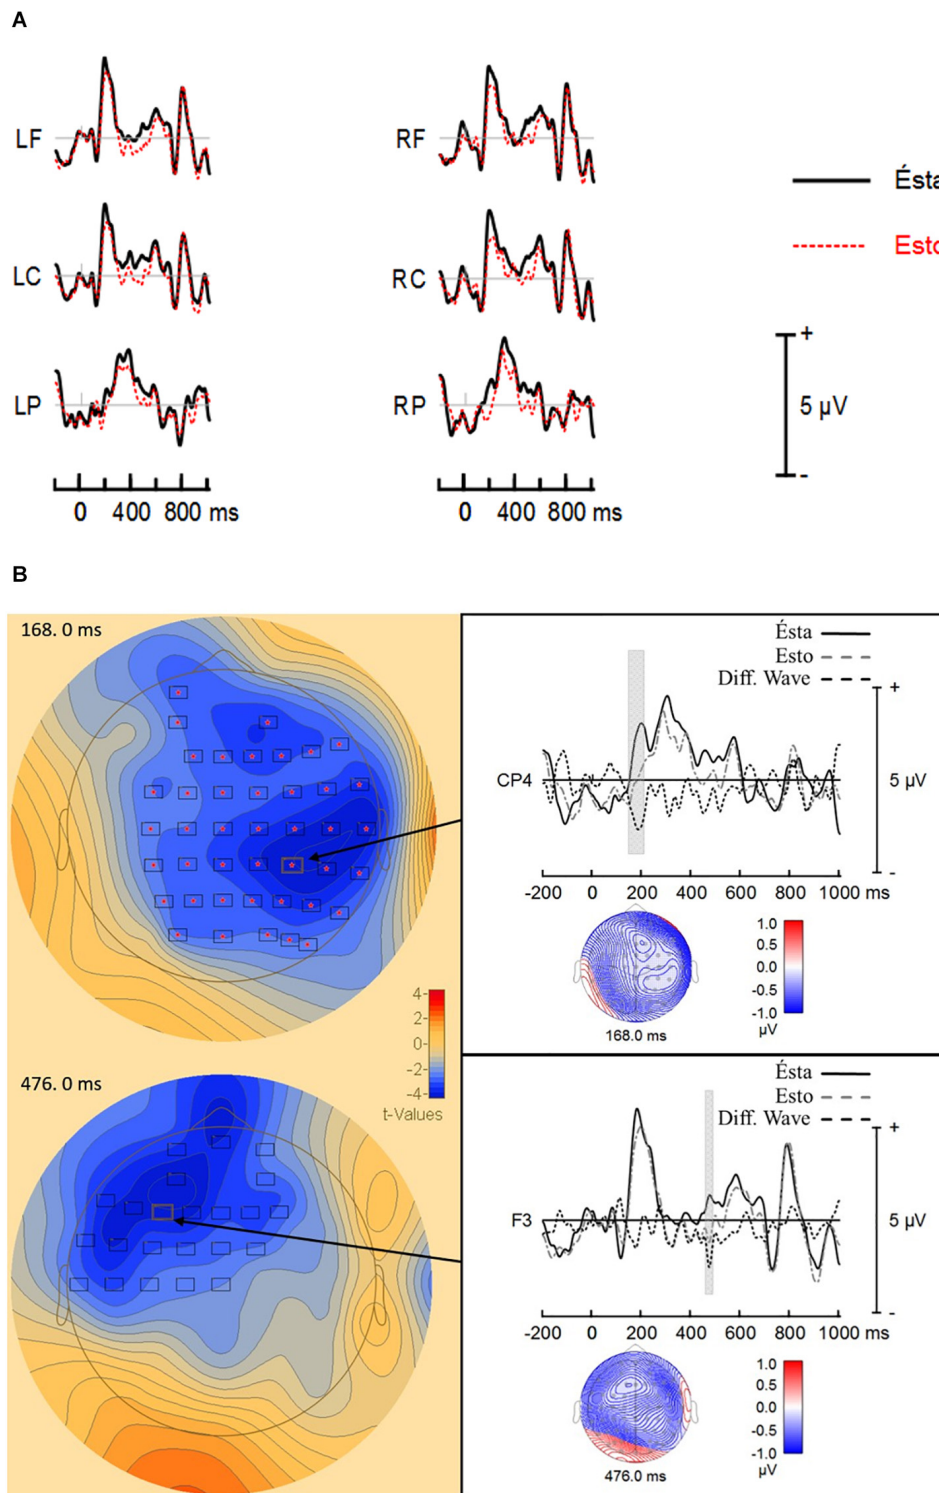 A
LF
RF
Ésta
Esto
LC
RC
+
LP
RP
5 µV
-
0 400 800 ms
0 400 800 ms
B
168. 0 ms
Ésta
Esto
Diff. Wave
+
CP4
5 µV
-
-200 0 200 400 600 800 1000 ms
1.0
0.5
0.0
-0.5
-1.0
µV
168.0 ms
4
2
0
-2
-4
t-Values
476. 0 ms
Ésta
Esto
Diff. Wave
+
F3
5 µV
-
-200 0 200 400 600 800 1000 ms
1.0
0.5
0.0
-0.5
-1.0
µV
476.0 ms